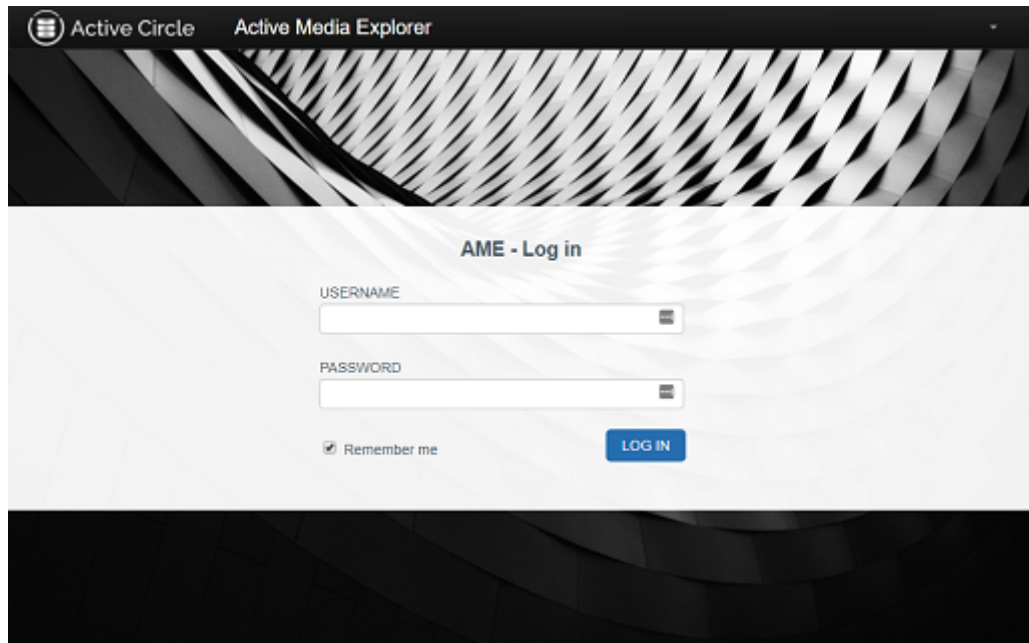 Active Circle Active Media Explorer
AME - Log in
USERNAME
PASSWORD
Remember me LOG IN